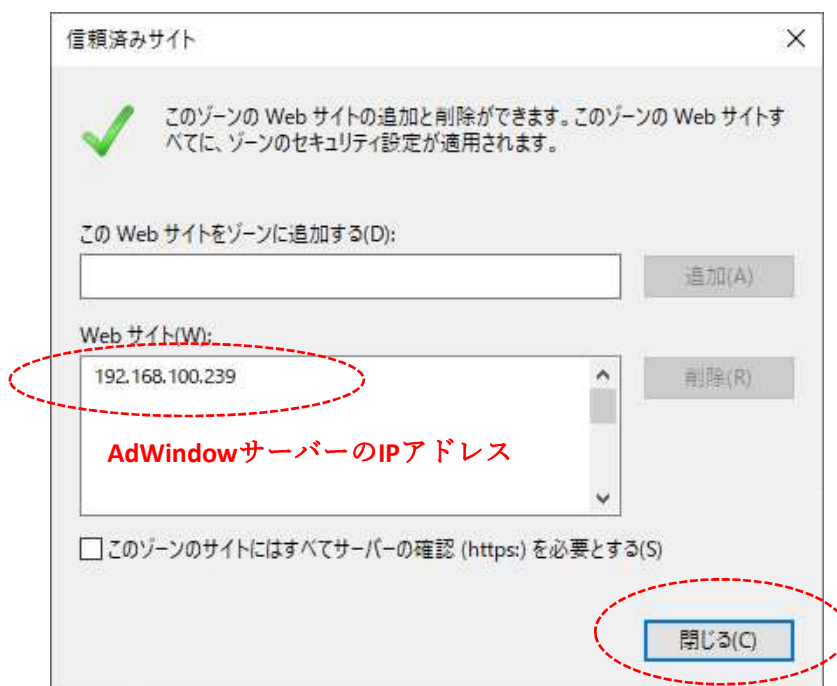 信頼済みサイト
このゾーンの Web サイトの追加と削除ができます。このゾーンの Web サイトす
べてに、ゾーンのセキュリティ設定が適用されます。
この Web サイトをゾーンに追加する(D):
追加(A)
Web サイト(W):
192.168.100.239
削除(R)
AdWindowサーバーのIPアドレス
このゾーンのサイトにはすべてサーバーの確認 (https:) を必要とする(S)
閉じる(C)